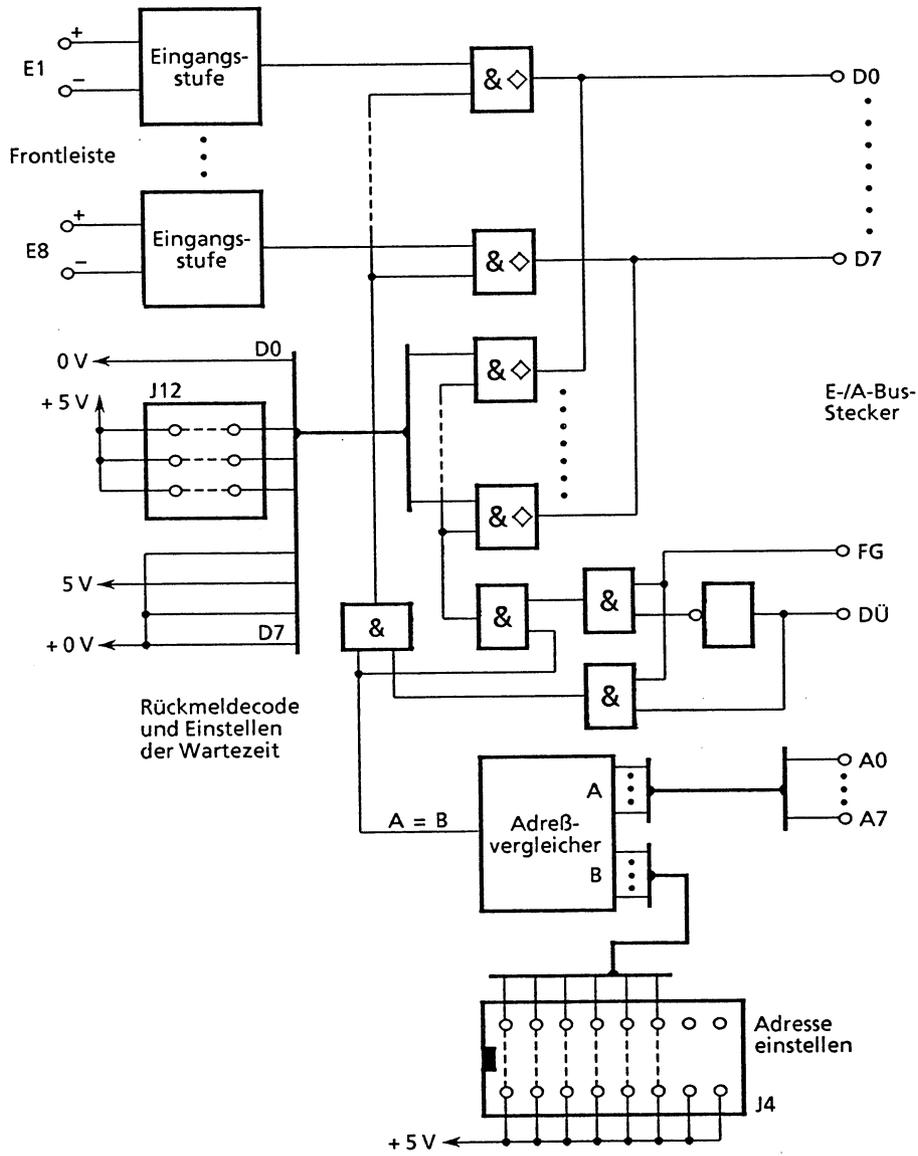 +
E1
−
Eingangs-
stufe
& ◇
D0
Frontleiste
+
E8
−
Eingangs-
stufe
& ◇
D7
0 V
D0
+ 5 V
J12
& ◇
E-/A-Bus-
Stecker
& ◇
5 V
+ 0 V
D7
&
&
&
FG
DÜ
&
Rückmeldecode
und Einstellen
der Wartezeit
A = B
Adreß-
vergleicher
A
B
A0
A7
Adresse
einstellen
J4
+ 5 V